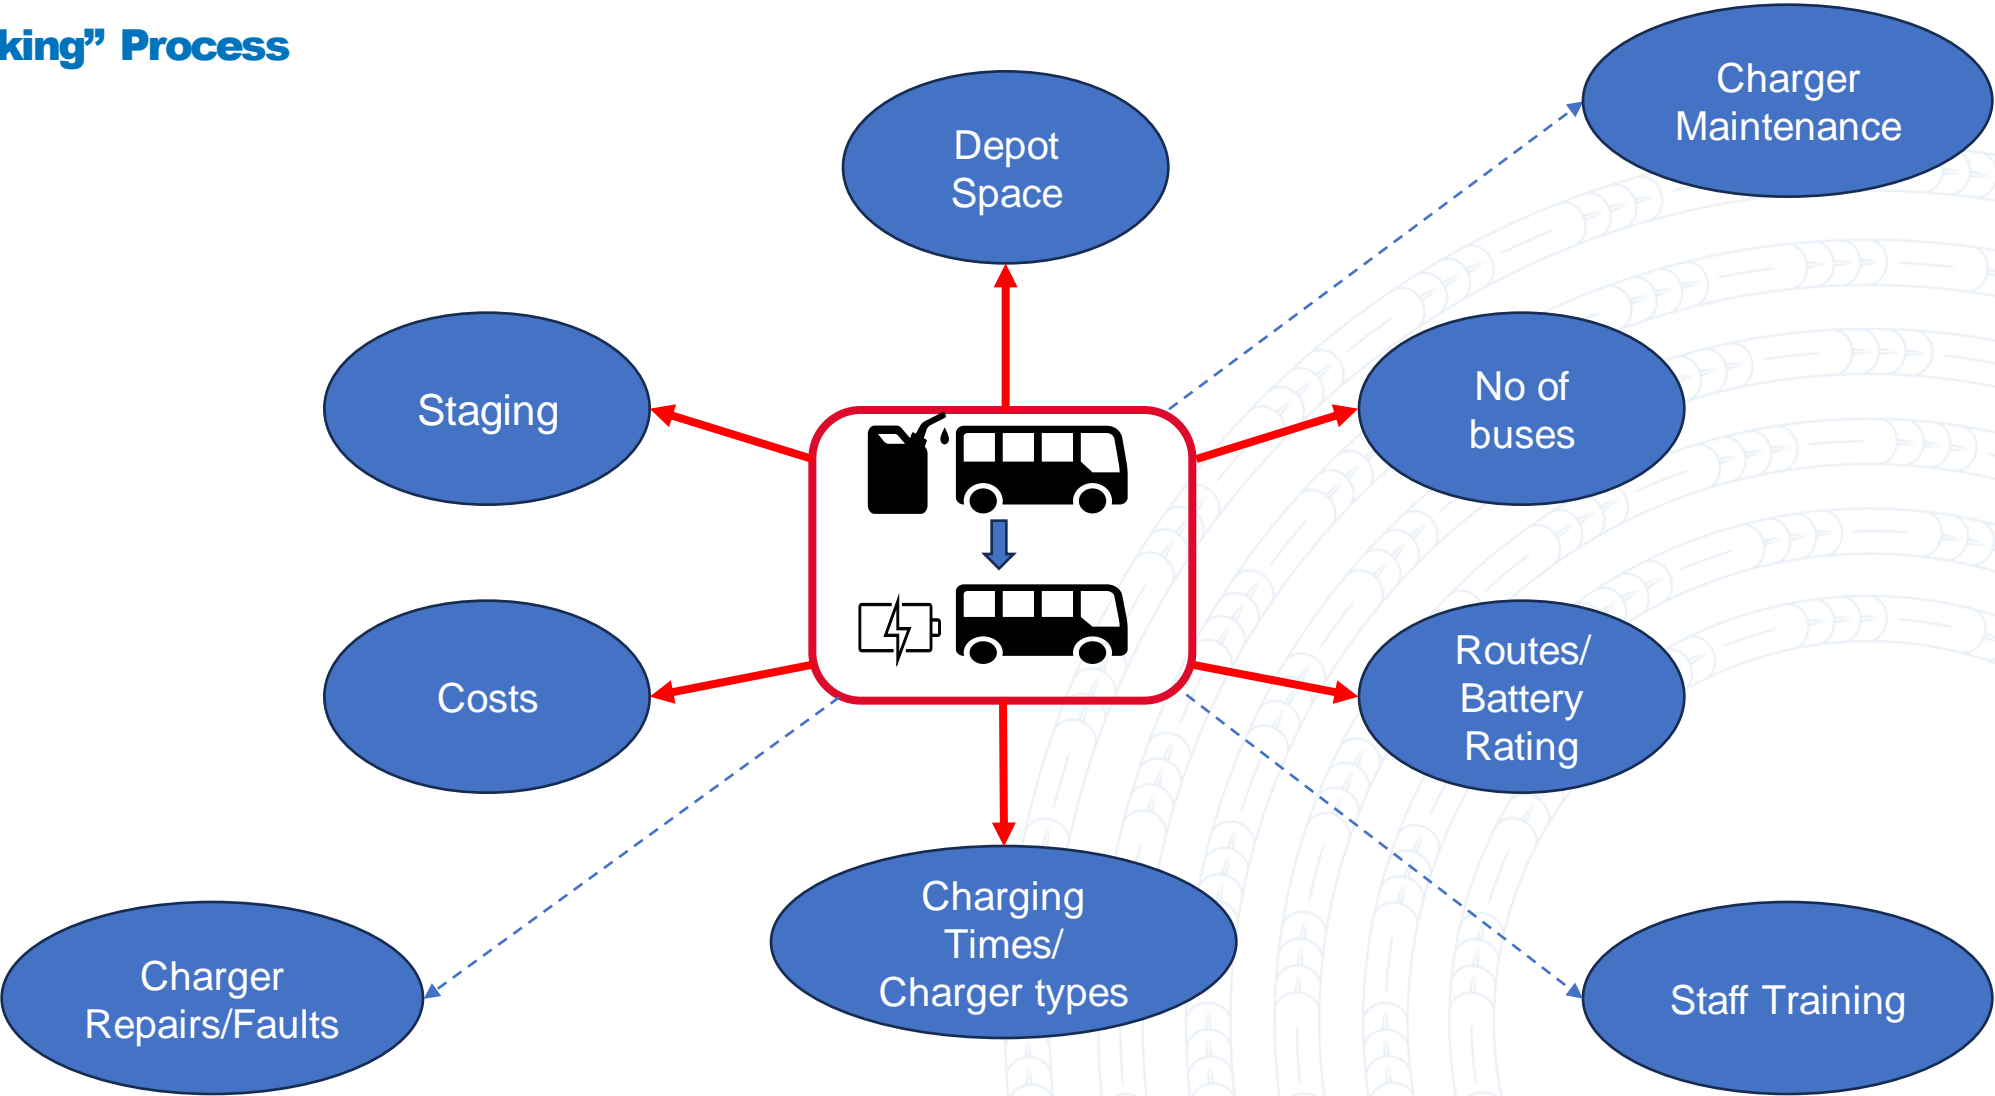 king” Process
Charger
Maintenance
Depot
Space
Staging
No of
buses
Costs
Routes/
Battery
Rating
Charging
Times/
Charger types
Charger
Repairs/Faults
Staff Training